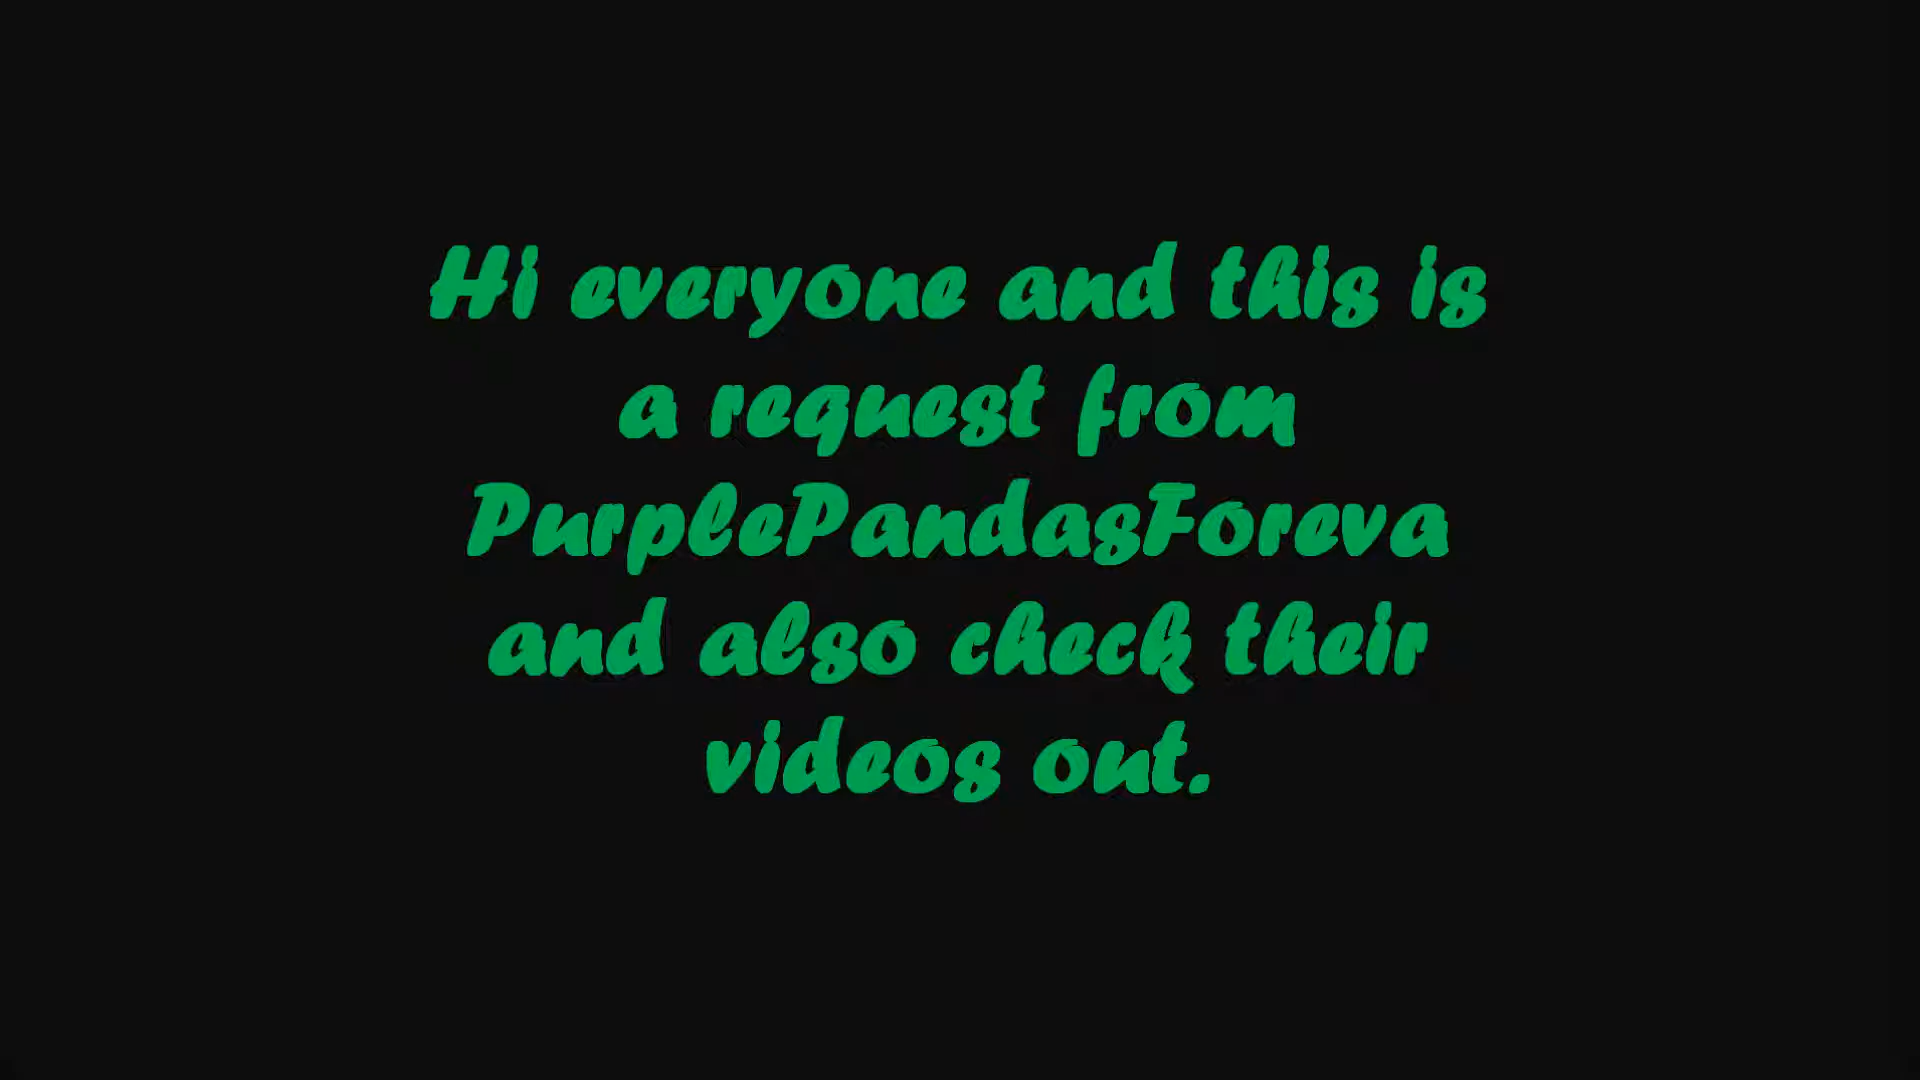 Hi everyone and this is
a request from
PurplePandasForeva
and also check their
videos out.